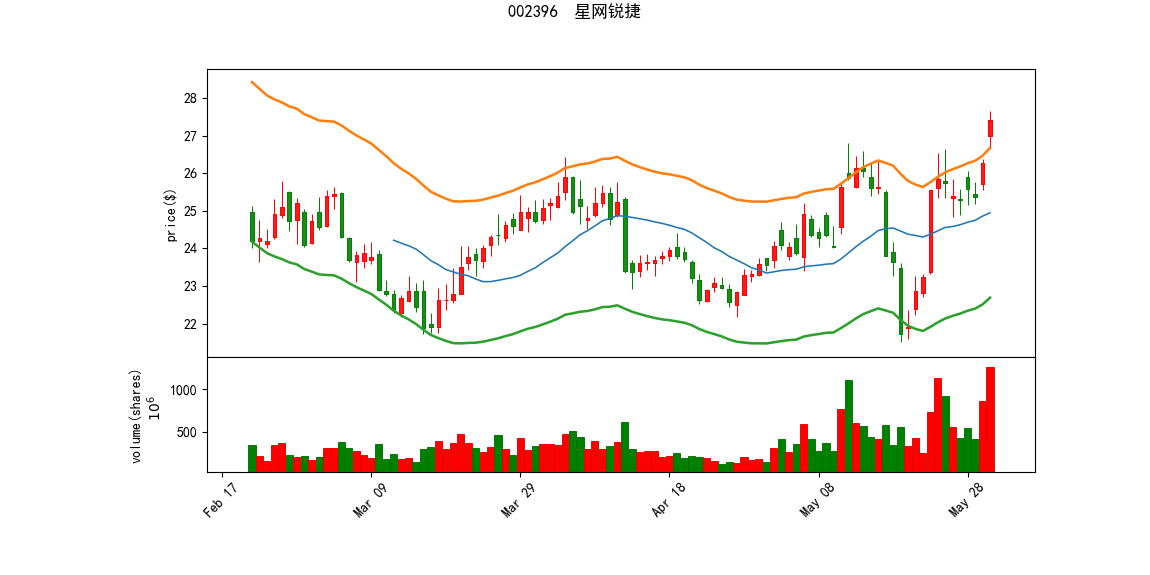 002396 星网锐捷
price($)
28
27
26
25
24
23
22
volume(shares)
10^6
1000
500
Feb 17
Mar 09
Mar 29
Apr 18
May 08
May 28